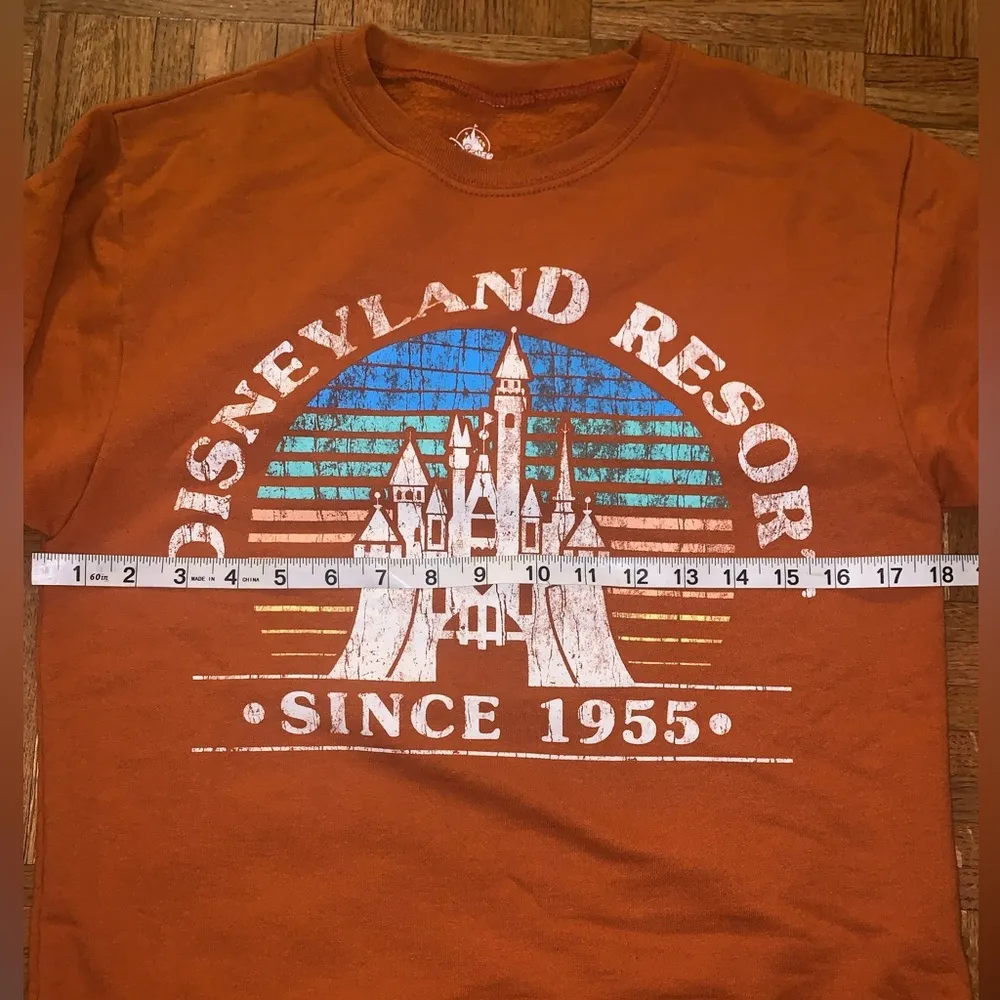 Disney
DISNEYLAND RESORT
1 60in 2 3 MADE IN 4 CHINA 5 6 7 8 9 10 11 12 13 14 15 16 17 18
• SINCE 1955 •